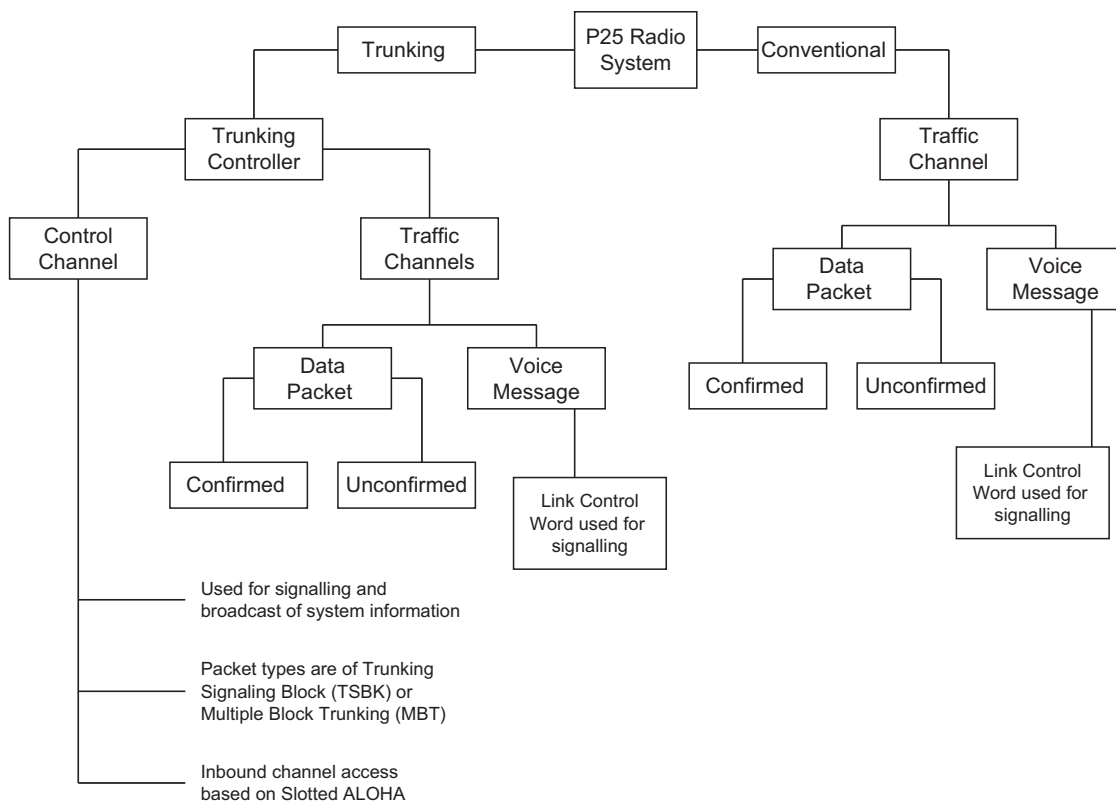 P25 Radio
System
Trunking
Conventional
Trunking
Controller
Traffic
Channel
Control
Channel
Traffic
Channels
Data
Packet
Voice
Message
Data
Packet
Voice
Message
Confirmed
Unconfirmed
Confirmed
Unconfirmed
Link Control
Word used for
signalling
Link Control
Word used for
signalling
Used for signalling and
broadcast of system information
Packet types are of Trunking
Signaling Block (TSBK) or
Multiple Block Trunking (MBT)
Inbound channel access
based on Slotted ALOHA